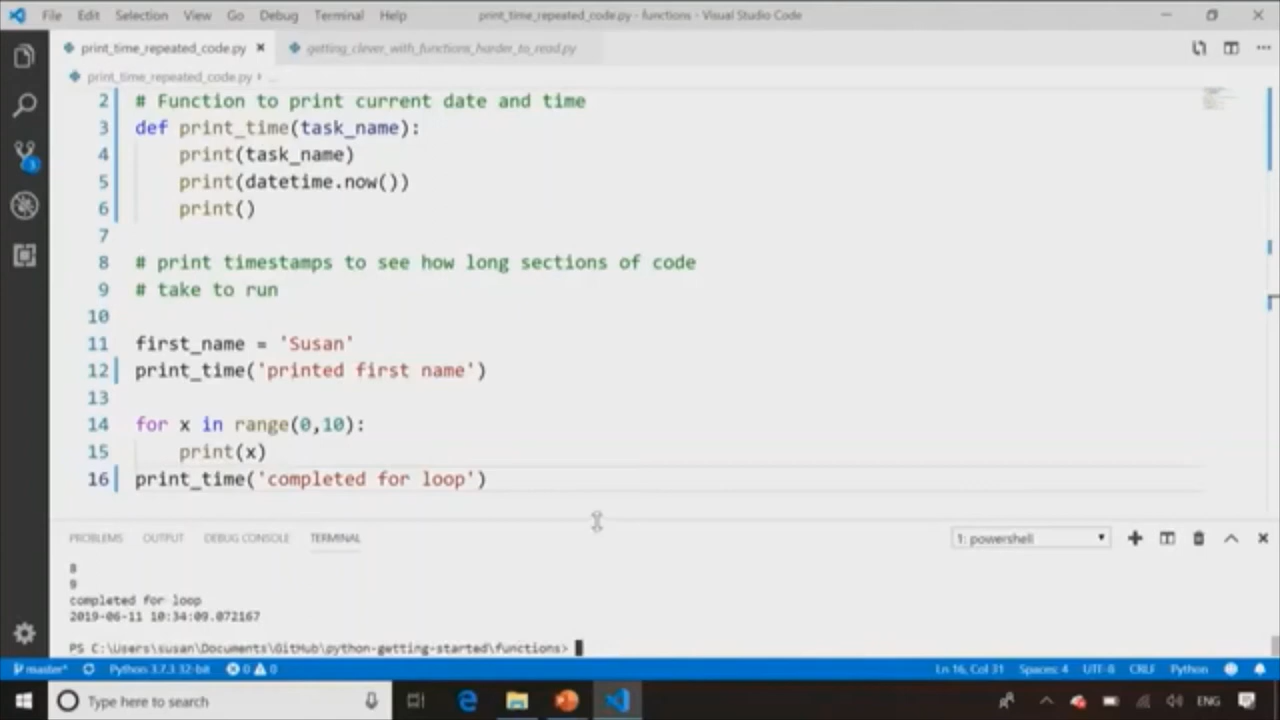 File Edit Selection View Go Debug Terminal Help print_time_repeated_code.py - functions - Visual Studio Code
print_time_repeated_code.py getting_clever_with_functions_harder_to_read.py
print_time_repeated_code.py > ...
2 # Function to print current date and time
3 def print_time(task_name):
4 print(task_name)
5 print(datetime.now())
6 print()
7
8 # print timestamps to see how long sections of code
9 # take to run
10
11 first_name = 'Susan'
12 print_time('printed first name')
13
14 for x in range(0,10):
15 print(x)
16 print_time('completed for loop')
PROBLEMS OUTPUT DEBUG CONSOLE TERMINAL 1: powershell
8
9
completed for loop
2019-06-11 10:34:09.072167
PS C:\Users\susan\Documents\GitHub\python-getting-started\functions>
master* Python 3.7.3 32-bit 0 0 Ln 16, Col 31 Spaces: 4 UTF-8 CRLF Python
Type here to search ENG